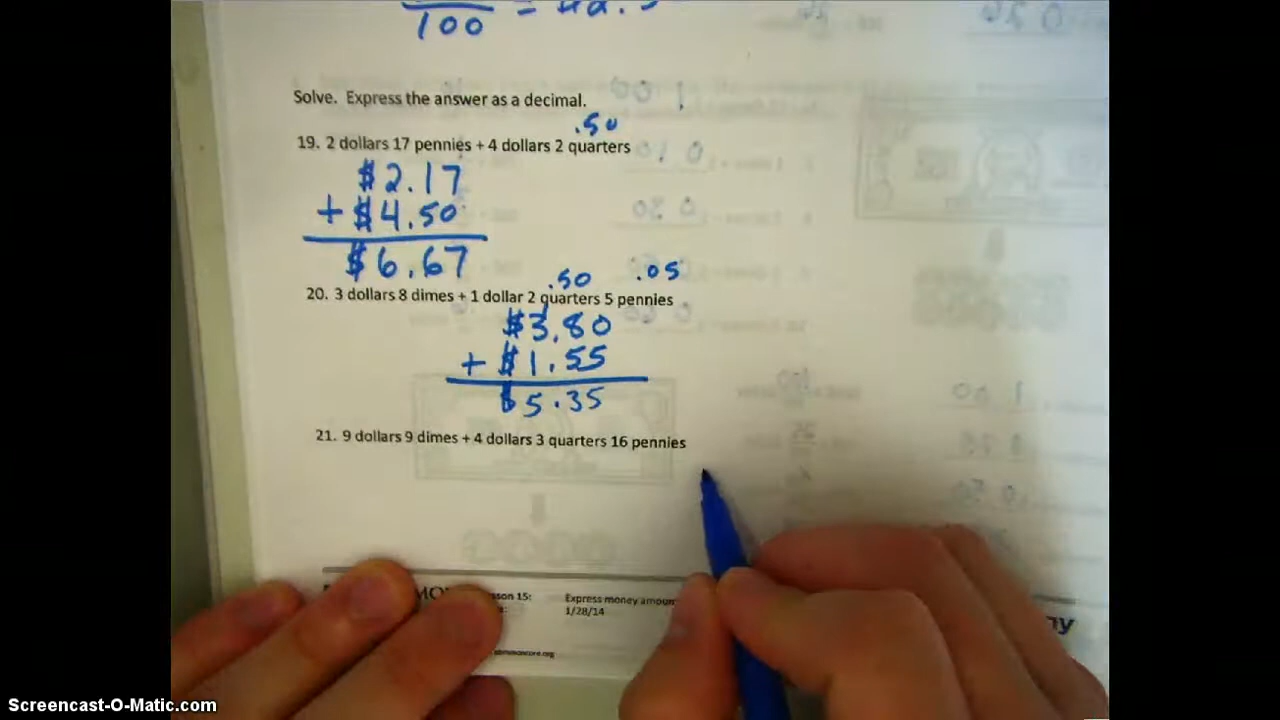 100 =
Solve. Express the answer as a decimal.
.50
19. 2 dollars 17 pennies + 4 dollars 2 quarters
$2.17
+ $4.50
$6.67
.50 .05
20. 3 dollars 8 dimes + 1 dollar 2 quarters 5 pennies
1
$3.80
+ $1.55
$5.35
21. 9 dollars 9 dimes + 4 dollars 3 quarters 16 pennies
Express money
1/28/14
Screencast-O-Matic.com